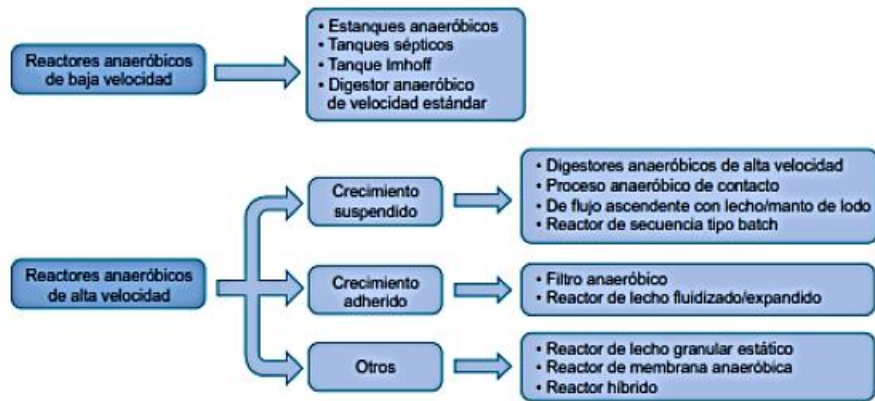 Reactores anaeróbicos
de baja velocidad
• Estanques anaeróbicos
• Tanques sépticos
• Tanque Imhoff
• Digestor anaeróbico
de velocidad estándar
Reactores anaeróbicos
de alta velocidad
Crecimiento
suspendido
• Digestores anaeróbicos de alta velocidad
• Proceso anaeróbico de contacto
• De flujo ascendente con lecho/manto de lodo
• Reactor de secuencia tipo batch
Crecimiento
adherido
• Filtro anaeróbico
• Reactor de lecho fluidizado/expandido
Otros
• Reactor de lecho granular estático
• Reactor de membrana anaeróbica
• Reactor híbrido